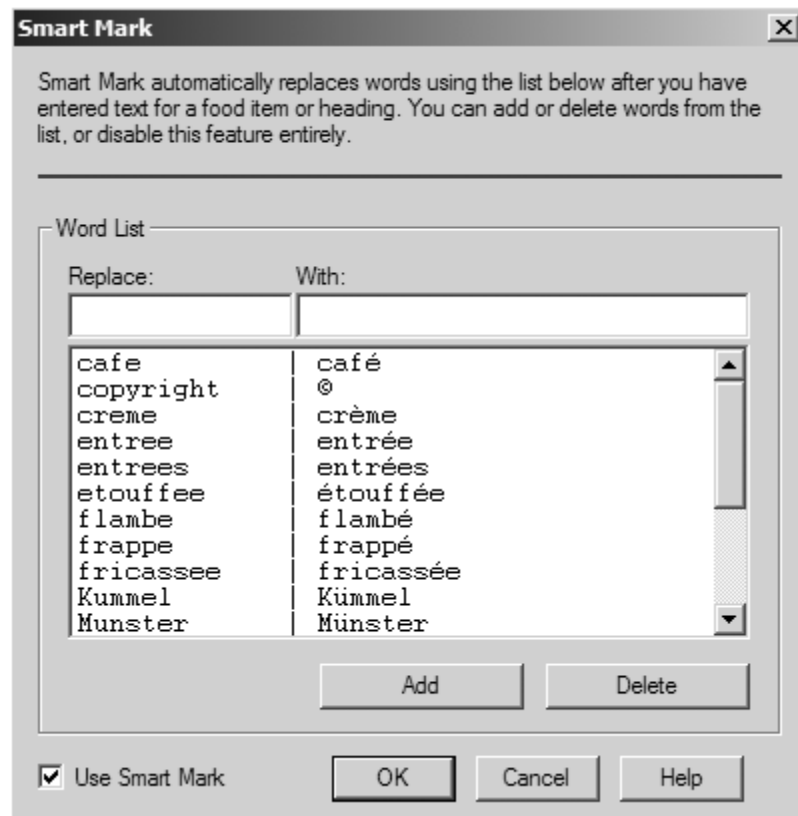 Smart Mark
Smart Mark automatically replaces words using the list below after you have
entered text for a food item or heading. You can add or delete words from the
list, or disable this feature entirely.
Word List
Replace: With:
cafe | café
copyright | ©
creme | crème
entree | entrée
entrees | entrées
etouffee | étouffée
flambe | flambé
frappe | frappé
fricassee | fricassée
Kummel | Kümmel
Munster | Münster
Add Delete
Use Smart Mark OK Cancel Help